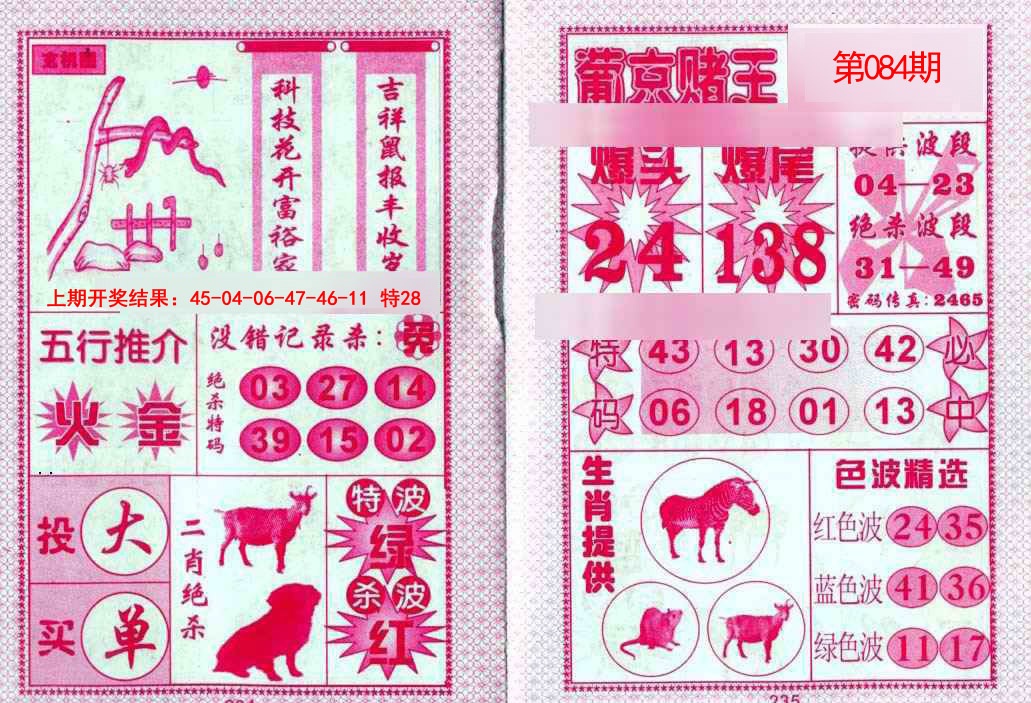 玄机图
科技花开富裕家
吉祥鼠报丰收岁
上期开奖结果：45-04-06-47-46-11 特28
五行推介
火 金
没错记录杀：兔
绝杀特码
03 27 14
39 15 02
投 大
买 单
二肖绝杀
特波
绿
杀波
红
葡京赌王
第084期
爆头
24
爆尾
138
提供波段
04—23
绝杀波段
31—49
密码传真:2465
特码
43 13 30 42
06 18 01 13
必中
生肖提供
色波精选
红色波 24 35
蓝色波 41 36
绿色波 11 17
235